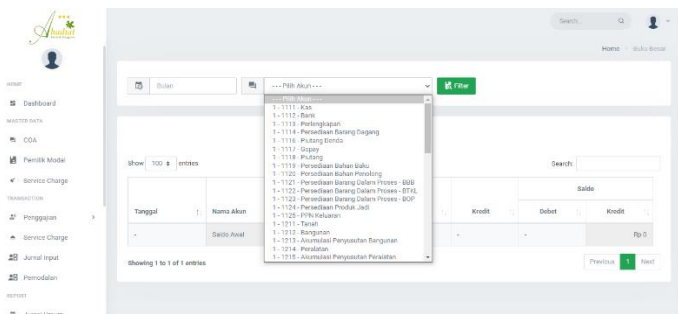 Ahabat
Search...
Home
Buku Besar
HOME
Dashboard
MASTER DATA
COA
Pemilik Modal
Service Charge
TRANSACTION
Penggajian
Service Charge
Jurnal Input
Pemodalan
REPORT
Jurnal Umum
Bulan
--- Pilih Akun ---
Filter
--- Pilih Akun ---
1 - 1111 - Kas
1 - 1112 - Bank
1 - 1113 - Perlengkapan
1 - 1114 - Persediaan Barang Dagang
1 - 1116 - Piutang Denda
1 - 1117 - Gopay
1 - 1118 - Piutang
1 - 1119 - Persediaan Bahan Baku
1 - 1120 - Persediaan Bahan Penolong
1 - 1121 - Persediaan Barang Dalam Proses - BBB
1 - 1122 - Persediaan Barang Dalam Proses - BTKL
1 - 1123 - Persediaan Barang Dalam Proses - BOP
1 - 1124 - Persediaan Produk Jadi
1 - 1125 - PPN Keluaran
1 - 1211 - Tanah
1 - 1212 - Bangunan
1 - 1213 - Akumulasi Penyusutan Bangunan
1 - 1214 - Peralatan
1 - 1215 - Akumulasi Penyusutan Peralatan
Show 100 entries
Search:
Saldo
Tanggal Nama Akun Kredit Debet Kredit
- Saldo Awal - - Rp 0
Showing 1 to 1 of 1 entries
Previous 1 Next